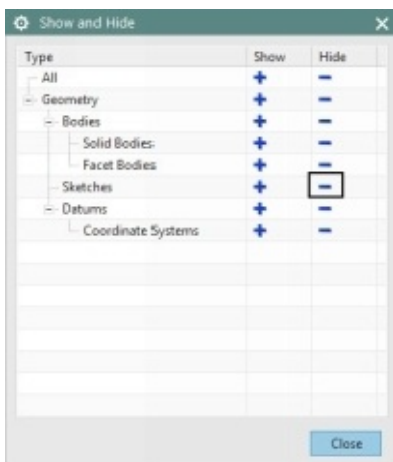 Show and Hide
Type Show Hide
All + −
Geometry + −
Bodies + −
Solid Bodies + −
Facet Bodies + −
Sketches + −
Datums + −
Coordinate Systems + −
Close